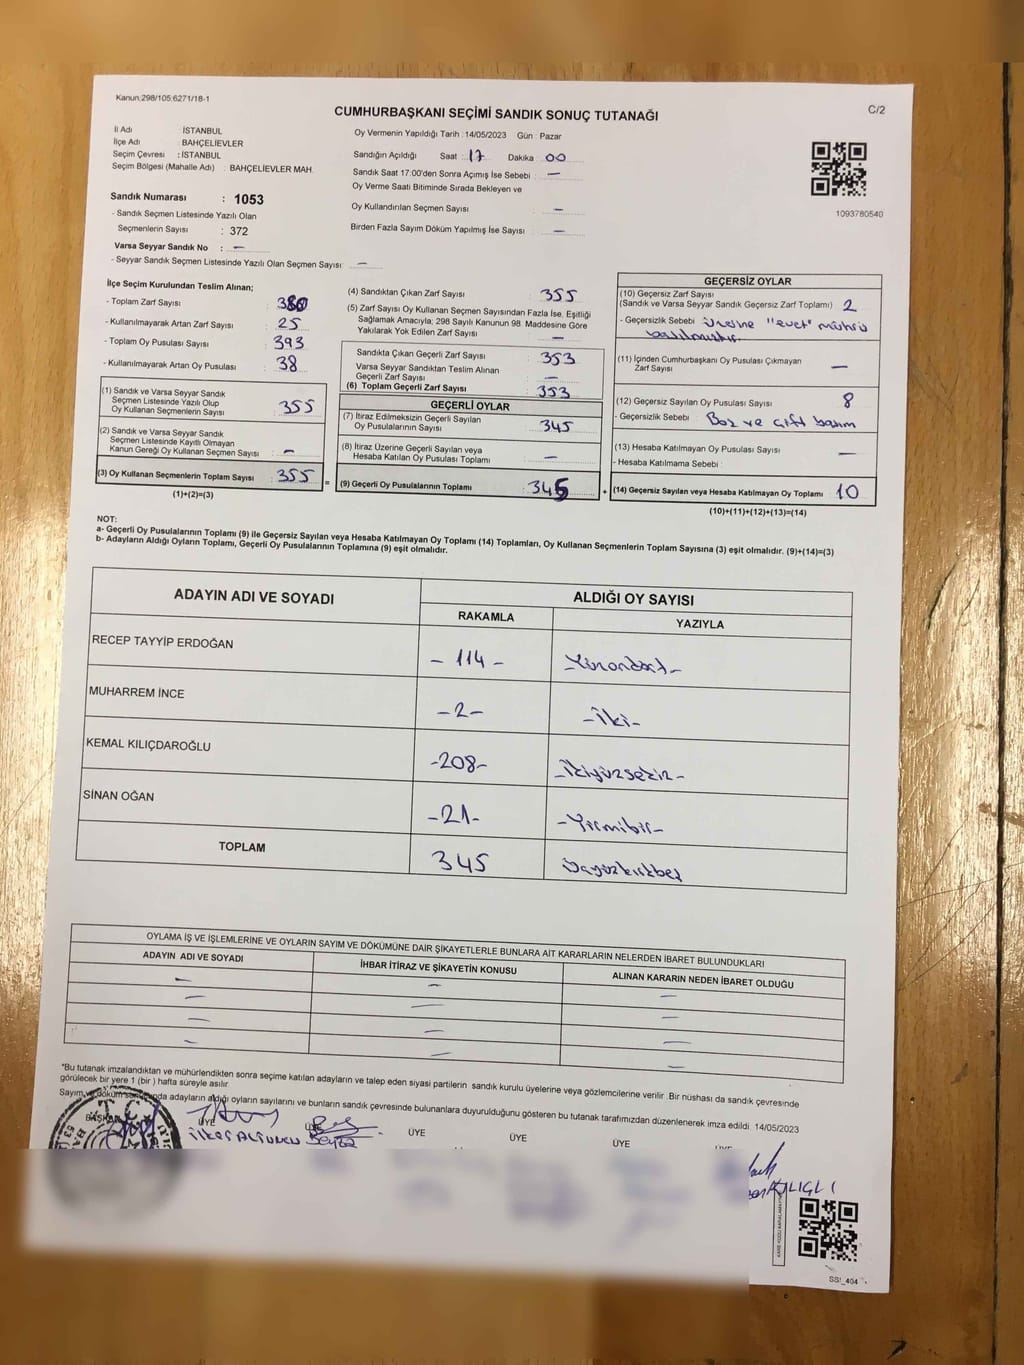 Kanun:298/105;6271/18-1
C/2
CUMHURBAŞKANI SEÇİMİ SANDIK SONUÇ TUTANAĞI
İl Adı : İSTANBUL
İlçe Adı : BAHÇELİEVLER
Seçim Çevresi : İSTANBUL
Seçim Bölgesi (Mahalle Adı) : BAHÇELİEVLER MAH.
Sandık Numarası : 1053
- Sandık Seçmen Listesinde Yazılı Olan
Seçmenlerin Sayısı : 372
Varsa Seyyar Sandık No : –
- Seyyar Sandık Seçmen Listesinde Yazılı Olan Seçmen Sayısı: –
Oy Vermenin Yapıldığı Tarih :14/05/2023 Gün : Pazar
Sandığın Açıldığı Saat : 17 Dakika : 00
Sandık Saat 17:00'den Sonra Açımış İse Sebebi : –
Oy Verme Saati Bitiminde Sırada Bekleyen ve
Oy Kullandırılan Seçmen Sayısı : –
Birden Fazla Sayım Döküm Yapılmış İse Sayısı : –
1093780540
İlçe Seçim Kurulundan Teslim Alınan;
- Toplam Zarf Sayısı : 380
- Kullanılmayarak Artan Zarf Sayısı : 25
- Toplam Oy Pusulası Sayısı : 393
- Kullanılmayarak Artan Oy Pusulası : 38
(1) Sandık ve Varsa Seyyar Sandık
Seçmen Listesinde Yazılı Olup
Oy Kullanan Seçmenlerin Sayısı : 355
(2) Sandık ve Varsa Seyyar Sandık
Seçmen Listesinde Kayıtlı Olmayan
Kanun Gereği Oy Kullanan Seçmen Sayısı : –
(3) Oy Kullanan Seçmenlerin Toplam Sayısı : 355
(1)+(2)=(3)
(4) Sandıktan Çıkan Zarf Sayısı : 355
(5) Zarf Sayısı Oy Kullanan Seçmen Sayısından Fazla İse, Eşitliği
Sağlamak Amacıyla; 298 Sayılı Kanunun 98. Maddesine Göre
Yakılarak Yok Edilen Zarf Sayısı : –
Sandıkta Çıkan Geçerli Zarf Sayısı : 353
Varsa Seyyar Sandıktan Teslim Alınan
Geçerli Zarf Sayısı : –
(6) Toplam Geçerli Zarf Sayısı : 353
GEÇERLİ OYLAR
(7) İtiraz Edilmeksizin Geçerli Sayılan
Oy Pusulalarının Sayısı : 345
(8) İtiraz Üzerine Geçerli Sayılan veya
Hesaba Katılan Oy Pusulası Toplamı : –
= (9) Geçerli Oy Pusulalarının Toplamı : 345
GEÇERSİZ OYLAR
(10) Geçersiz Zarf Sayısı
(Sandık ve Varsa Seyyar Sandık Geçersiz Zarf Toplamı) : 2
- Geçersizlik Sebebi : üzerine "evet" mührü
basılmıştır.
(11) İçinden Cumhurbaşkanı Oy Pusulası Çıkmayan
Zarf Sayısı : –
(12) Geçersiz Sayılan Oy Pusulası Sayısı : 8
- Geçersizlik Sebebi : Boş ve çift basım
(13) Hesaba Katılmayan Oy Pusulası Sayısı : –
- Hesaba Katılmama Sebebi :
+ (14) Geçersiz Sayılan veya Hesaba Katılmayan Oy Toplamı : 10
(10)+(11)+(12)+(13)=(14)
NOT:
a- Geçerli Oy Pusulalarının Toplamı (9) ile Geçersiz Sayılan veya Hesaba Katılmayan Oy Toplamı (14) Toplamları, Oy Kullanan Seçmenlerin Toplam Sayısına (3) eşit olmalıdır. (9)+(14)=(3)
b- Adayların Aldığı Oyların Toplamı, Geçerli Oy Pusulalarının Toplamına (9) eşit olmalıdır.
ADAYIN ADI VE SOYADI
ALDIĞI OY SAYISI
RAKAMLA YAZIYLA
RECEP TAYYİP ERDOĞAN – 114 – – Yüzondört –
MUHARREM İNCE – 2 – – İki –
KEMAL KILIÇDAROĞLU – 208 – – İkiyüzsekiz –
SİNAN OĞAN – 21 – – Yirmibir –
TOPLAM 345 Üçyüzkırkbeş
OYLAMA İŞ VE İŞLEMLERİNE VE OYLARIN SAYIM VE DÖKÜMÜNE DAİR ŞİKAYETLERLE BUNLARA AİT KARARLARIN NELERDEN İBARET BULUNDUKLARI
ADAYIN ADI VE SOYADI İHBAR İTİRAZ VE ŞİKAYETİN KONUSU ALINAN KARARIN NEDEN İBARET OLDUĞU
*Bu tutanak imzalandıktan ve mühürlendikten sonra seçime katılan adayların ve talep eden siyasi partilerin sandık kurulu üyelerine veya gözlemcilerine verilir. Bir nüshası da sandık çevresinde
görülecek bir yere 1 (bir ) hafta süreyle asılır.
Sayım ve döküm sonunda adayların aldığı oyların sayılarını ve bunların sandık çevresinde bulunanlara duyurulduğunu gösteren bu tutanak tarafımızdan düzenlenerek imza edildi. 14/05/2023
BAŞKAN ÜYE ÜYE ÜYE ÜYE ÜYE ÜYE
T.C.
SSİ_404